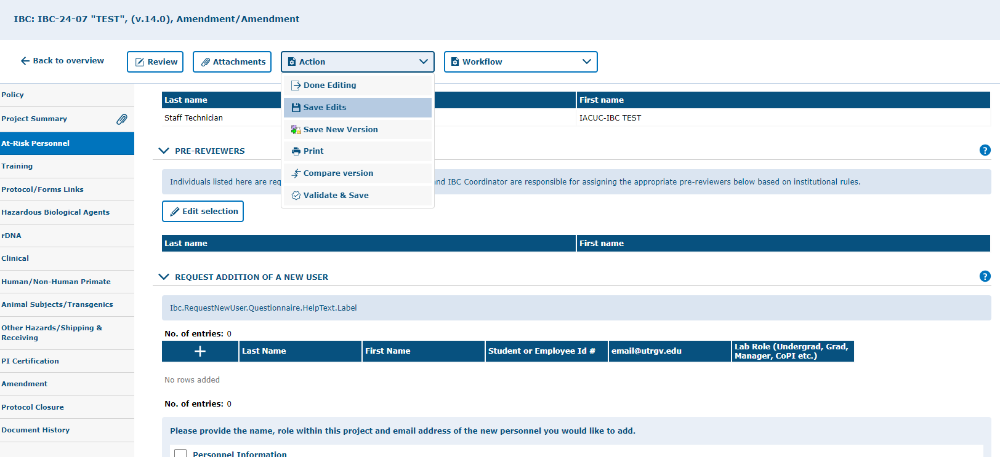 IBC: IBC-24-07 "TEST", (v.14.0), Amendment/Amendment
Back to overview
Review
Attachments
Action
Workflow
Done Editing
Save Edits
Save New Version
Print
Compare version
Validate & Save
Policy
Project Summary
At-Risk Personnel
Training
Protocol/Forms Links
Hazardous Biological Agents
rDNA
Clinical
Human/Non-Human Primate
Animal Subjects/Transgenics
Other Hazards/Shipping &
Receiving
PI Certification
Amendment
Protocol Closure
Document History
Last name First name
Staff Technician IACUC-IBC TEST
PRE-REVIEWERS ?
Individuals listed here are and IBC Coordinator are responsible for assigning the appropriate pre-reviewers below based on institutional rules.
Edit selection
Last name First name
REQUEST ADDITION OF A NEW USER ?
Ibc.RequestNewUser.Questionnaire.HelpText.Label
No. of entries: 0
Last Name First Name Student or Employee Id # email@utrgv.edu Lab Role (Undergrad, Grad,
Manager, CoPI etc.)
No rows added
No. of entries: 0
Please provide the name, role within this project and email address of the new personnel you would like to add.
Personnel Information